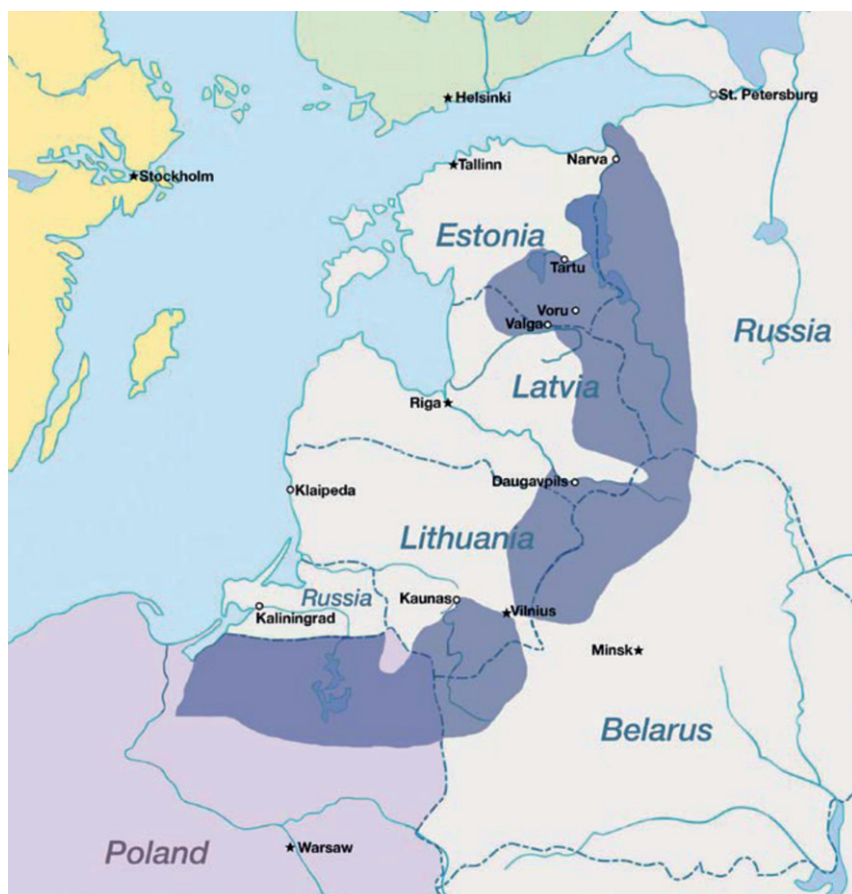 Helsinki
St. Petersburg
Tallinn
Narva
Stockholm
Estonia
Tartu
Voru
Valga
Russia
Latvia
Riga
Daugavpils
Klaipeda
Lithuania
Russia
Kaunas
Vilnius
Kaliningrad
Minsk
Belarus
Poland
Warsaw